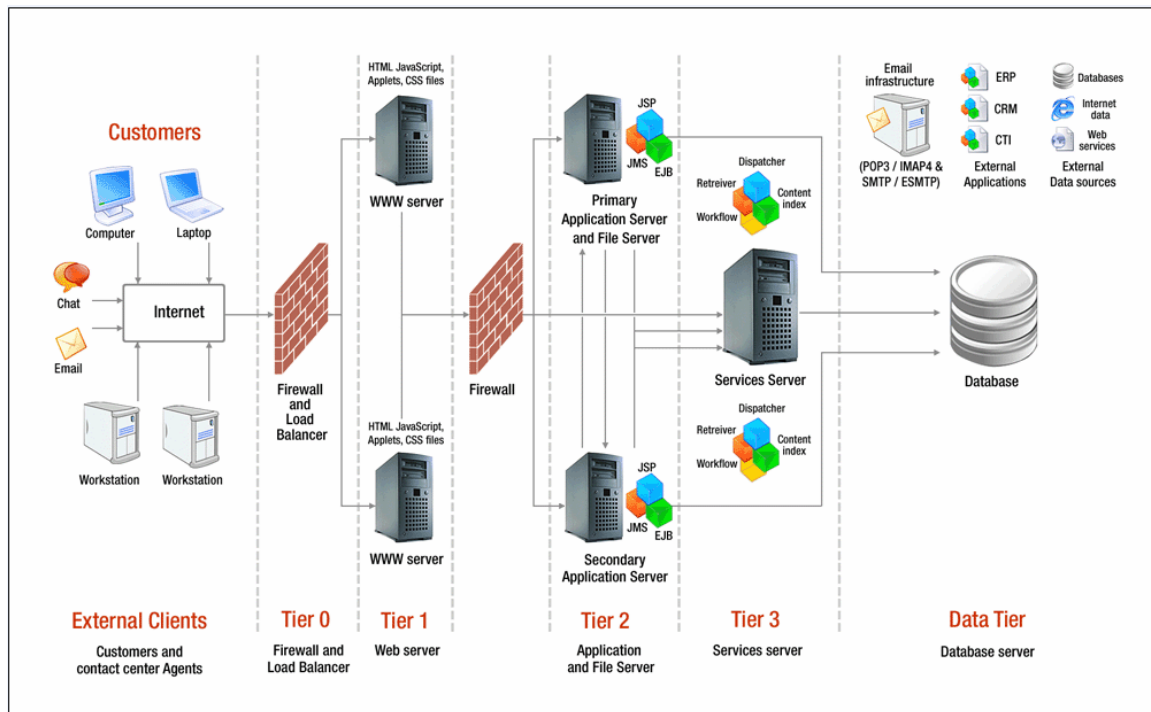 Customers
Computer
Laptop
Chat
Internet
Email
Workstation
Workstation
External Clients
Customers and
contact center Agents
Firewall
and
Load
Balancer
Tier 0
Firewall and
Load Balancer
HTML JavaScript,
Applets, CSS files
WWW server
HTML JavaScript,
Applets, CSS files
WWW server
Tier 1
Web server
Firewall
JSP
JMS
EJB
Primary
Application Server
and File Server
JSP
JMS
EJB
Secondary
Application Server
Tier 2
Application
and File Server
Dispatcher
Retreiver
Content
index
Workflow
Services Server
Dispatcher
Retreiver
Content
index
Workflow
Tier 3
Services server
Email
infrastructure
(POP3 / IMAP4 &
SMTP / ESMTP)
ERP
CRM
CTI
External
Applications
Databases
Internet
data
Web
services
External
Data sources
Database
Data Tier
Database server